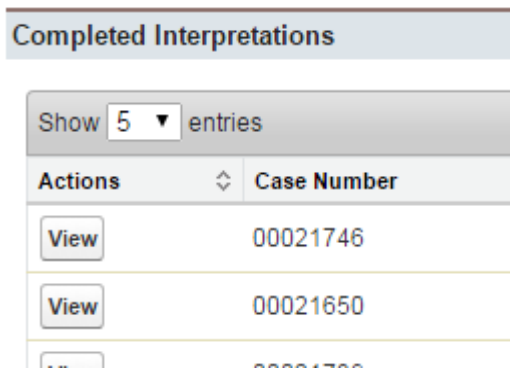 Completed Interpretations
Show 5 entries
Actions Case Number
View 00021746
View 00021650